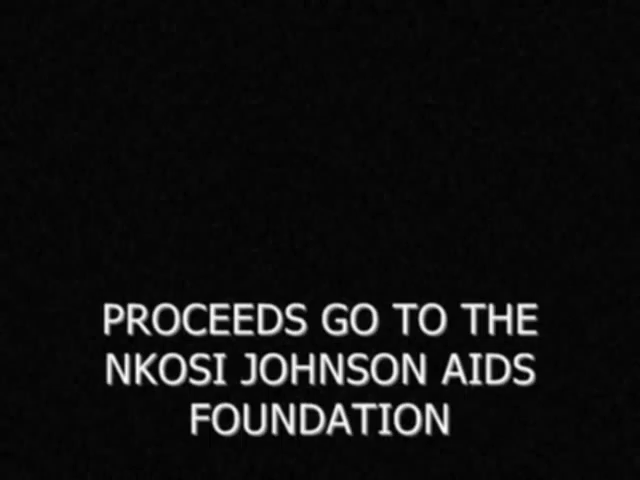 PROCEEDS GO TO THE
NKOSI JOHNSON AIDS
FOUNDATION